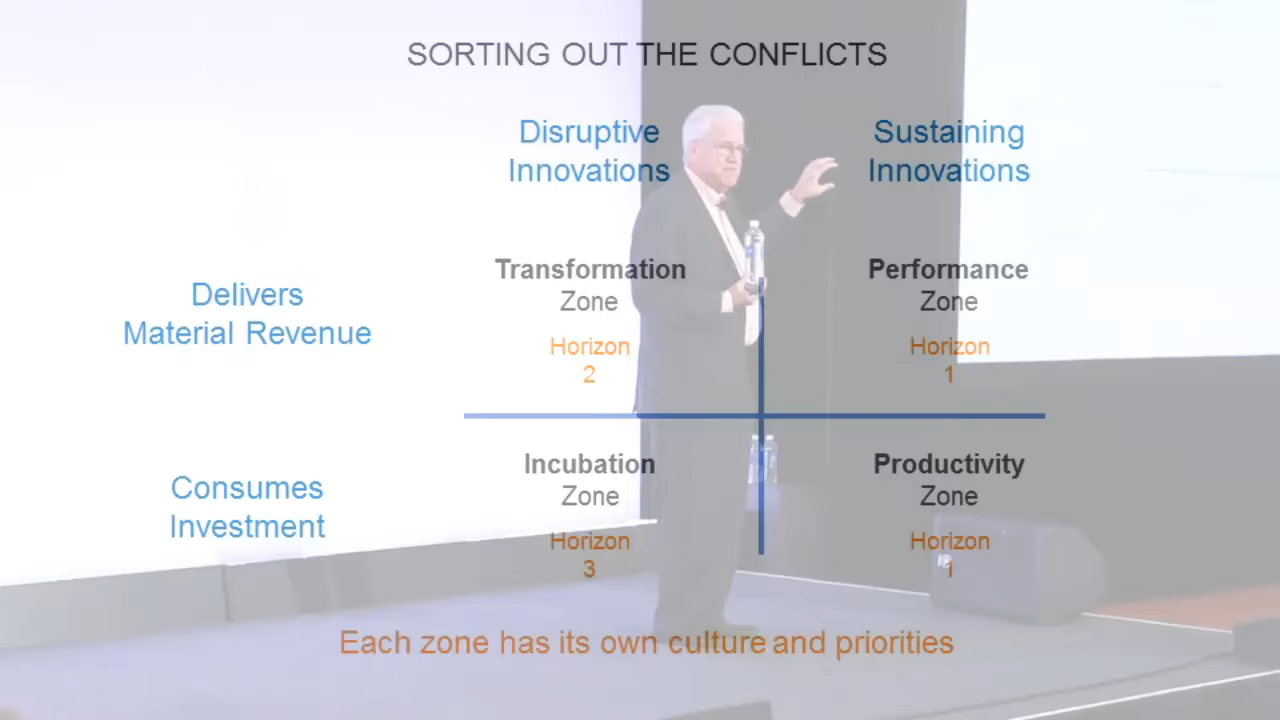 SORTING OUT THE CONFLICTS
Disruptive
Innovations
Sustaining
Innovations
Delivers
Material Revenue
Transformation
Zone
Horizon
2
Performance
Zone
Horizon
1
Consumes
Investment
Incubation
Zone
Horizon
3
Productivity
Zone
Horizon
1
Each zone has its own culture and priorities